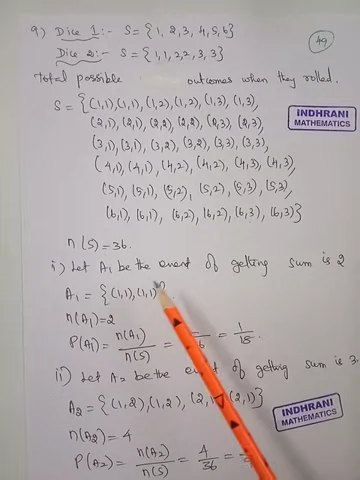 9) Dice 1:- S = {1, 2, 3, 4, 5, 6}
Dice 2:- S = {1, 1, 2, 2, 3, 3}
49
Total possible outcomes when they rolled.
S = {(1,1), (1,1), (1,2), (1,2), (1,3), (1,3),
(2,1), (2,1), (2,2), (2,2), (2,3), (2,3),
(3,1), (3,1), (3,2), (3,2), (3,3), (3,3),
(4,1), (4,1), (4,2), (4,2), (4,3), (4,3),
(5,1), (5,1), (5,2), (5,2), (5,3), (5,3),
(6,1), (6,1), (6,2), (6,2), (6,3), (6,3)}
INDHRANI
MATHEMATICS
n(S) = 36.
i) Let A1 be the event of getting sum is 2
A1 = {(1,1), (1,1)
n(A1) = 2
P(A1) = n(A1)/n(S) = = 1/18.
ii) Let A2 be the event of getting sum is 3.
A2 = {(1,2), (1,2), (2,1), (2,1)}
n(A2) = 4
P(A2) = n(A2)/n(S) = 4/36 =
INDHRANI
MATHEMATICS